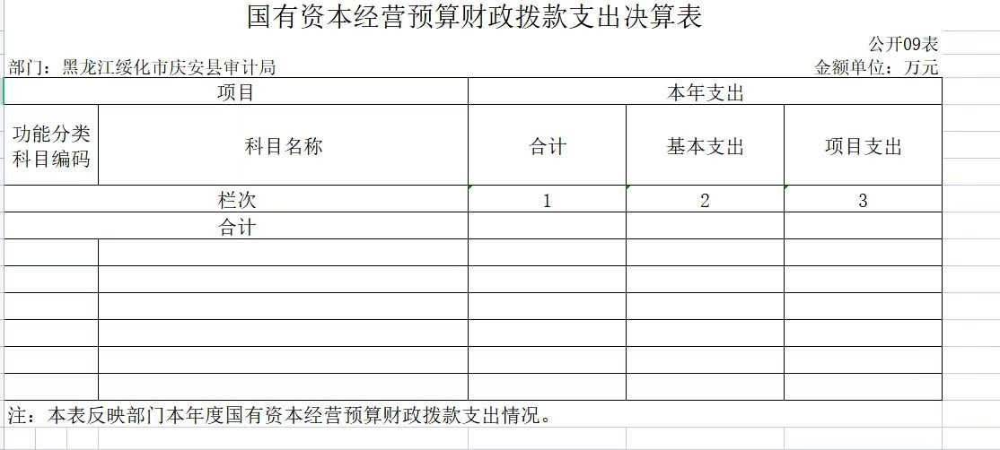 国有资本经营预算财政拨款支出决算表
公开09表
部门：黑龙江绥化市庆安县审计局 金额单位：万元
项目 本年支出
功能分类
科目编码 科目名称 合计 基本支出 项目支出
栏次 1 2 3
合计
注：本表反映部门本年度国有资本经营预算财政拨款支出情况。